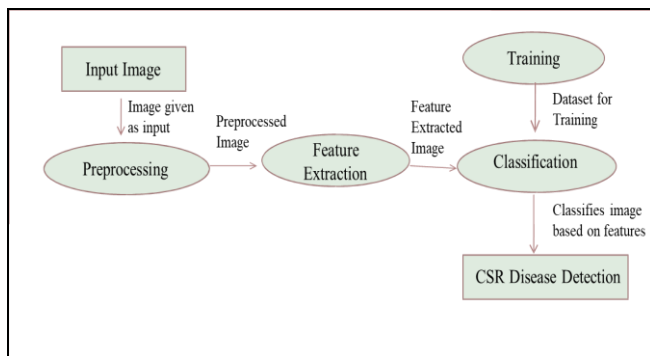 Input Image
Image given
as input
Preprocessing
Preprocessed
Image
Feature
Extraction
Feature
Extracted
Image
Training
Dataset for
Training
Classification
Classifies image
based on features
CSR Disease Detection